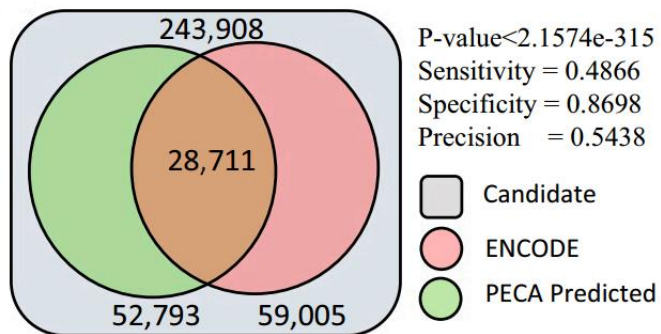 243,908
28,711
52,793
59,005
P-value<2.1574e-315
Sensitivity = 0.4866
Specificity = 0.8698
Precision = 0.5438
Candidate
ENCODE
PECA Predicted